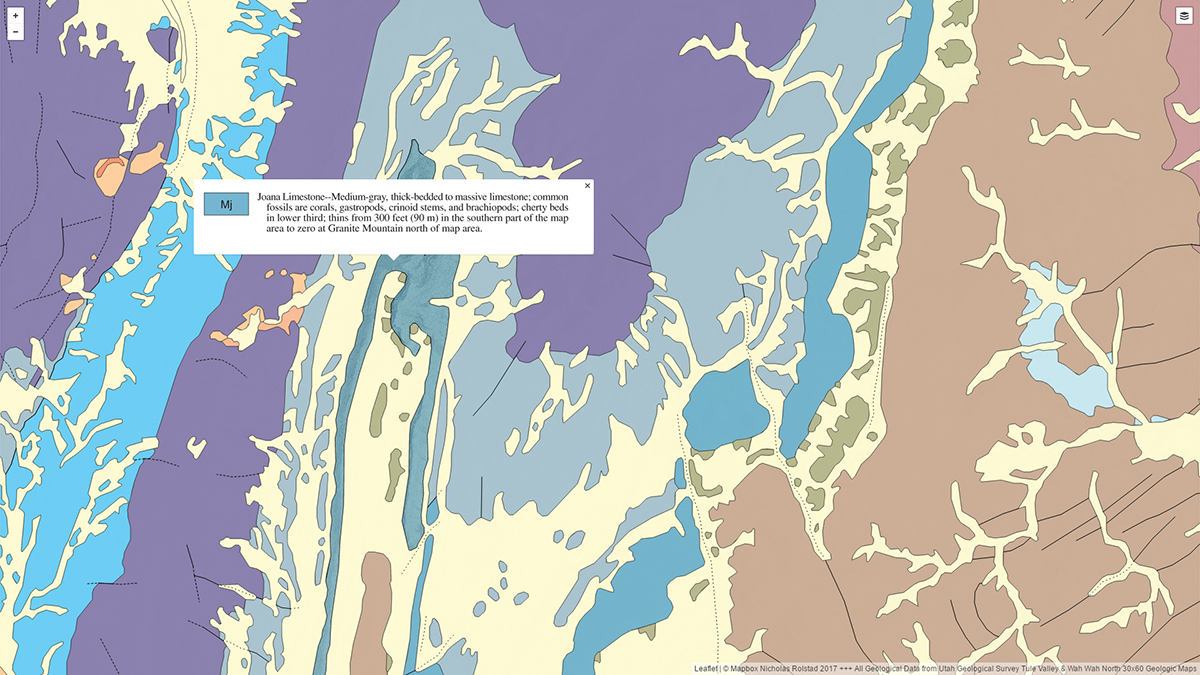 +
−
×
Mj
Joana Limestone--Medium-gray, thick-bedded to massive limestone; common
fossils are corals, gastropods, crinoid stems, and brachiopods; cherty beds
in lower third; thins from 300 feet (90 m) in the southern part of the map
area to zero at Granite Mountain north of map area.
Leaflet | © Mapbox Nicholas Rolstad 2017 +++ All Geological Data from Utah Geological Survey Tule Valley & Wah Wah North 30x60 Geologic Maps